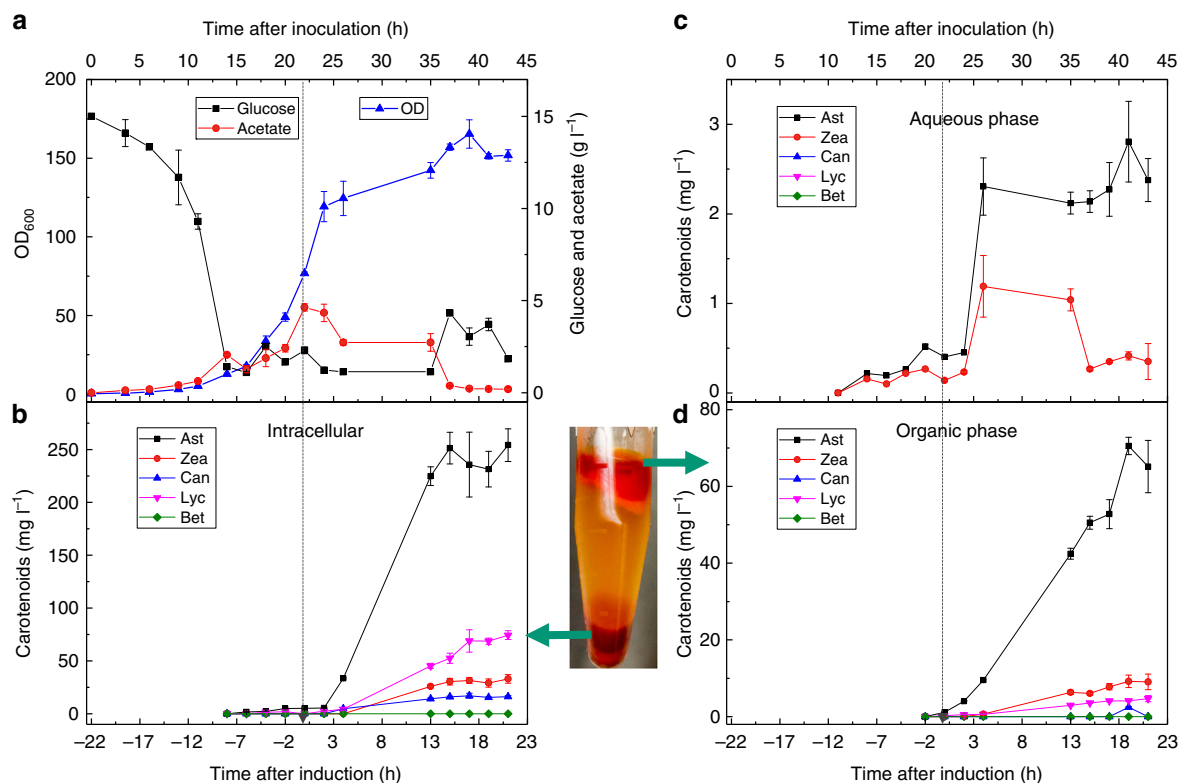 a
Time after inoculation (h)
0 5 10 15 20 25 30 35 40 45
200
150
100
50
0
OD600
Glucose
Acetate
OD
15
10
5
0
Glucose and acetate (g l−1)
b
Intracellular
Ast
Zea
Can
Lyc
Bet
250
200
150
100
50
0
Carotenoids (mg l−1)
−22 −17 −12 −7 −2 3 8 13 18 23
Time after induction (h)
c
Time after inoculation (h)
0 5 10 15 20 25 30 35 40 45
3
2
1
0
Carotenoids (mg l−1)
Ast
Zea
Can
Lyc
Bet
Aqueous phase
d
Organic phase
Ast
Zea
Can
Lyc
Bet
80
60
40
20
0
Carotenoids (mg l−1)
−22 −17 −12 −7 −2 3 8 13 18 23
Time after induction (h)